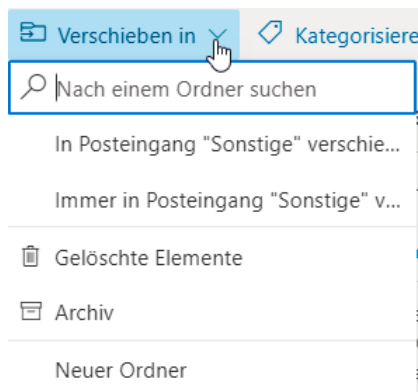 Verschieben in Kategorisiere
Nach einem Ordner suchen
In Posteingang "Sonstige" verschie...
Immer in Posteingang "Sonstige" v...
Gelöschte Elemente
Archiv
Neuer Ordner